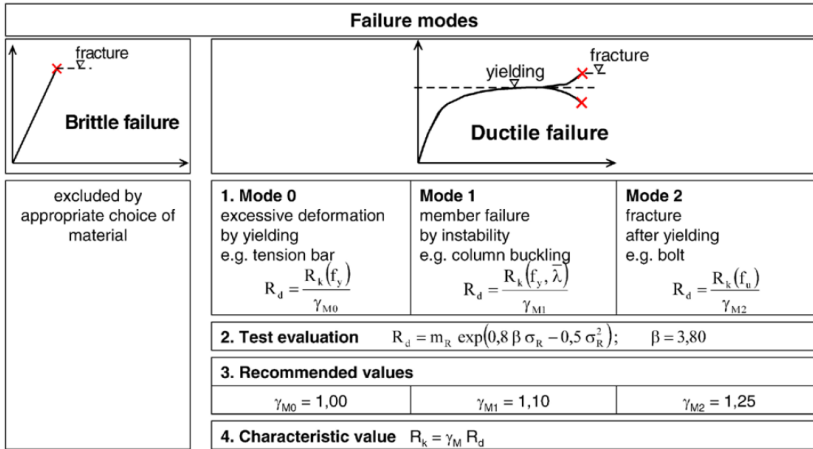 Failure modes
fracture
Brittle failure
yielding
fracture
Ductile failure
excluded by
appropriate choice of
material
1. Mode 0
excessive deformation
by yielding
e.g. tension bar
R_d = R_k(f_y) / γ_M0
Mode 1
member failure
by instability
e.g. column buckling
R_d = R_k(f_y, λ̅) / γ_M1
Mode 2
fracture
after yielding
e.g. bolt
R_d = R_k(f_u) / γ_M2
2. Test evaluation R_d = m_R exp(0,8 β σ_R – 0,5 σ_R²); β = 3,80
3. Recommended values
γ_M0 = 1,00 γ_M1 = 1,10 γ_M2 = 1,25
4. Characteristic value R_k = γ_M R_d